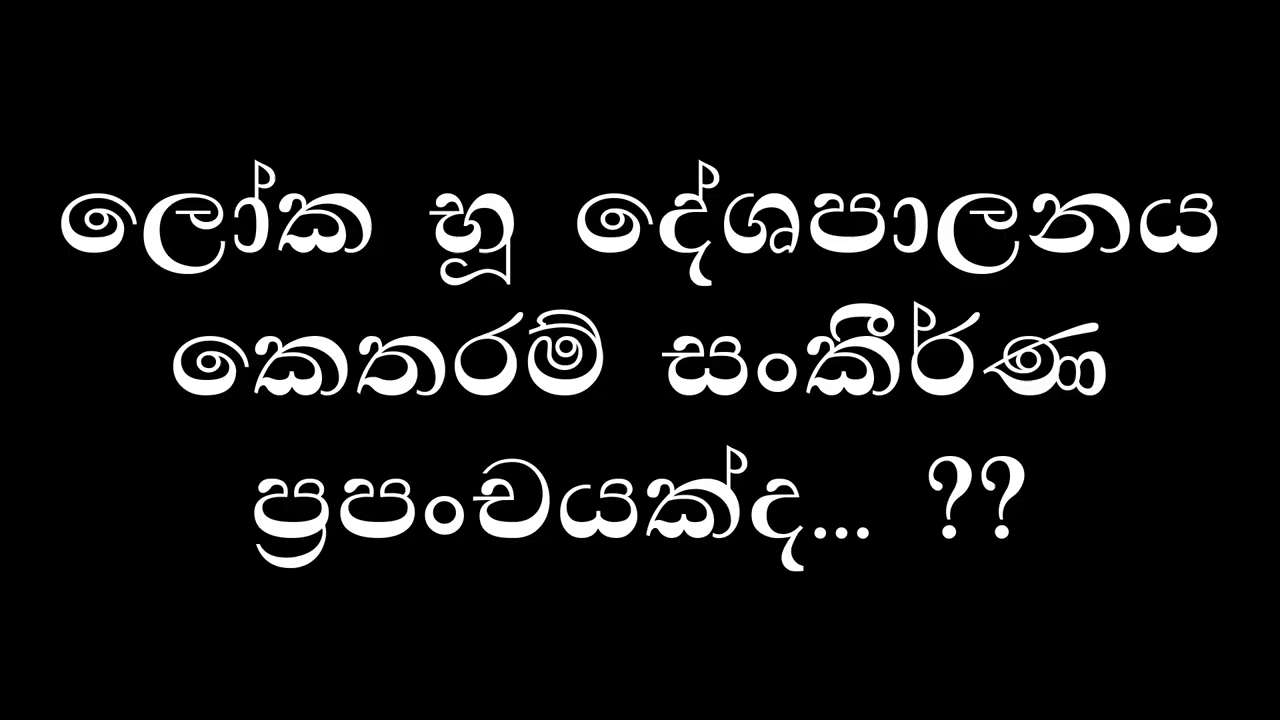 ලෝක භූ දේශපාලනය
කෙතරම් සංකීර්ණ
ප්‍රපංචයක්ද... ??